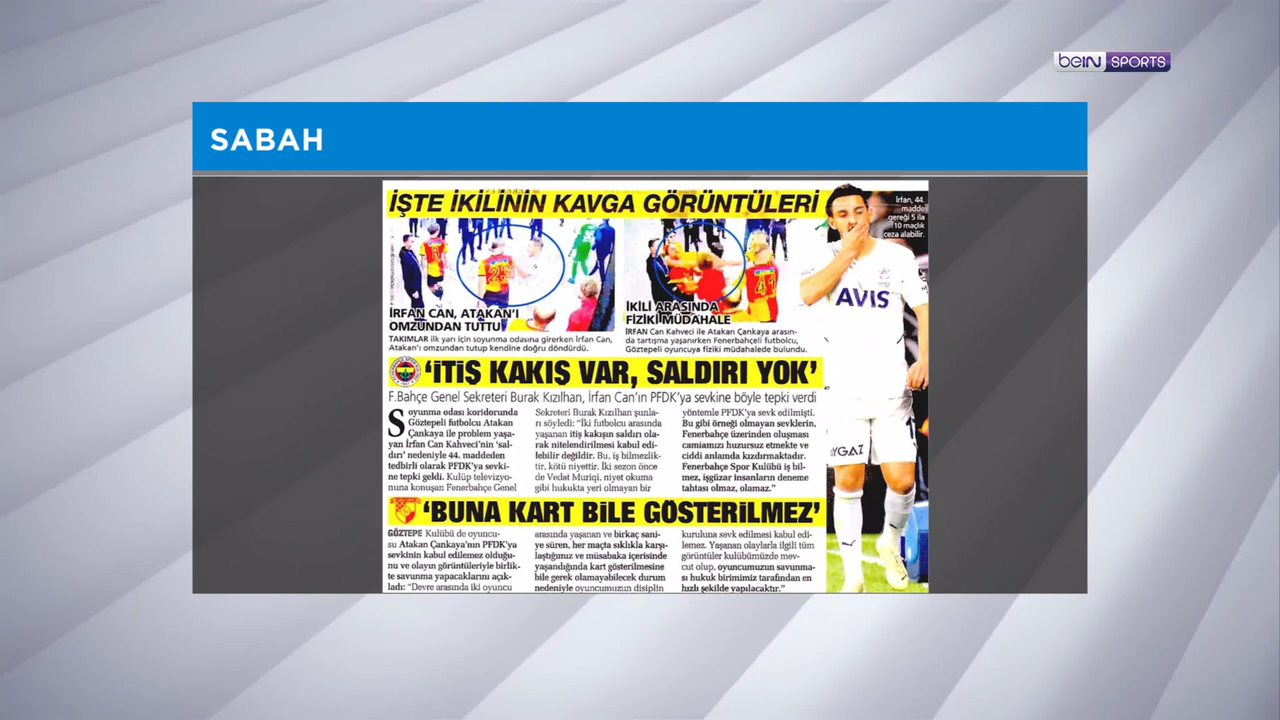 beIN SPORTS
SABAH
İŞTE İKİLİNİN KAVGA GÖRÜNTÜLERİ
İrfan, 44.
madde
gereği 5 ila
10 maçlık
ceza alabilir.
İRFAN CAN, ATAKAN'I
OMZUNDAN TUTTU
TAKIMLAR ilk yarı için soyunma odasına girerken İrfan Can,
Atakan'ı omzundan tutup kendine doğru döndürdü.
İKİLİ ARASINDA
FİZİKİ MÜDAHALE
İRFAN Can Kahveci ile Atakan Çankaya arasın-
da tartışma yaşanırken Fenerbahçeli futbolcu,
Göztepeli oyuncuya fiziki müdahalede bulundu.
AVIS
'İTİŞ KAKIŞ VAR, SALDIRI YOK'
F.Bahçe Genel Sekreteri Burak Kızılhan, İrfan Can'ın PFDK'ya sevkine böyle tepki verdi
Soyunma odası koridorunda
Göztepeli futbolcu Atakan
Çankaya ile problem yaşa-
yan İrfan Can Kahveci'nin 'sal-
dırı' nedeniyle 44. maddeden
tedbirli olarak PFDK'ya sevki-
ne tepki geldi. Kulüp televizyo-
nuna konuşan Fenerbahçe Genel
Sekreteri Burak Kızılhan şunla-
rı söyledi: "İki futbolcu arasında
yaşanan itiş kakışın saldırı ola-
rak nitelendirilmesi kabul edi-
lebilir değildir. Bu, iş bilmezlik-
tir, kötü niyettir. İki sezon önce
de Vedat Muriqi, niyet okuma
gibi hukukta yeri olmayan bir
yöntemle PFDK'ya sevk edilmişti.
Bu gibi örneği olmayan sevklerin,
Fenerbahçe üzerinden oluşması
camiamızı huzursuz etmekte ve
ciddi anlamda kızdırmaktadır.
Fenerbahçe Spor Kulübü iş bil-
mez, işgüzar insanların deneme
tahtası olmaz, olamaz."
'BUNA KART BİLE GÖSTERİLMEZ'
GÖZTEPE Kulübü de oyuncu-
su Atakan Çankaya'nın PFDK'ya
sevkinin kabul edilemez olduğu-
nu ve olayın görüntüleriyle birlik-
te savunma yapacaklarını açık-
ladı: "Devre arasında iki oyuncu
arasında yaşanan ve birkaç sani-
ye süren, her maçta sıklıkla karşı-
laştığımız ve müsabaka içerisinde
yaşandığında kart gösterilmesine
bile gerek olamayabilecek durum
nedeniyle oyuncumuzun disiplin
kuruluna sevk edilmesi kabul edi-
lemez. Yaşanan olaylarla ilgili tüm
görüntüler kulübümüzde mev-
cut olup, oyuncumuzun savunma-
sı hukuk birimimiz tarafından en
hızlı şekilde yapılacaktır."